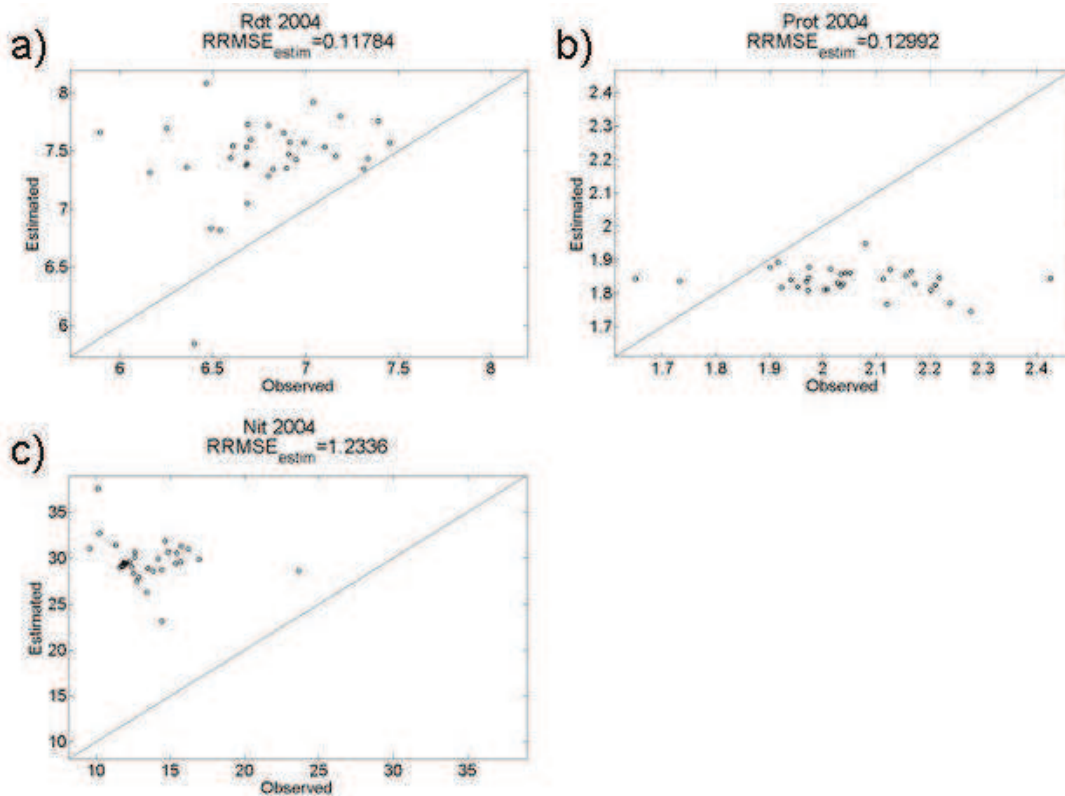 a)
Rdt 2004
RRMSE_estim=0.11784
8
7.5
7
6.5
6
Estimated
6 6.5 7 7.5 8
Observed
b)
Prot 2004
RRMSE_estim=0.12992
2.4
2.3
2.2
2.1
2
1.9
1.8
1.7
Estimated
1.7 1.8 1.9 2 2.1 2.2 2.3 2.4
Observed
c)
Nit 2004
RRMSE_estim=1.2336
35
30
25
20
15
10
Estimated
10 15 20 25 30 35
Observed